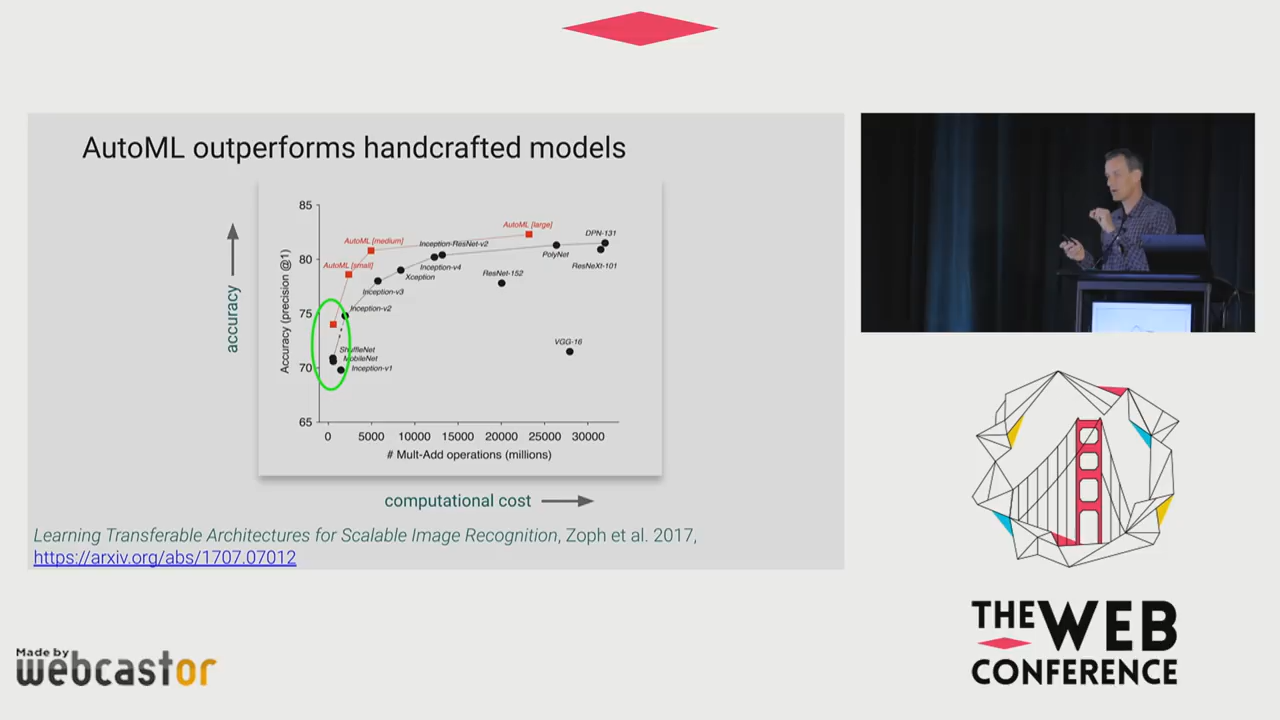 AutoML outperforms handcrafted models
accuracy
Accuracy (precision @1)
85
80
75
70
65
AutoML [large]
DPN-131
AutoML [medium]
Inception-ResNet-v2
PolyNet
AutoML [small]
Inception-v4
ResNeXt-101
Xception
ResNet-152
Inception-v3
Inception-v2
VGG-16
ShuffleNet
MobileNet
Inception-v1
0 5000 10000 15000 20000 25000 30000
# Mult-Add operations (millions)
computational cost
Learning Transferable Architectures for Scalable Image Recognition, Zoph et al. 2017,
https://arxiv.org/abs/1707.07012
THE WEB
CONFERENCE
Made by
webcastor